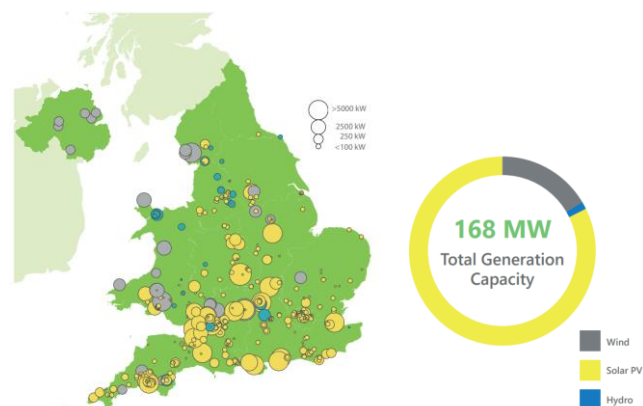 >5000 kW
2500 kW
250 kW
<100 kW
168 MW
Total Generation
Capacity
Wind
Solar PV
Hydro